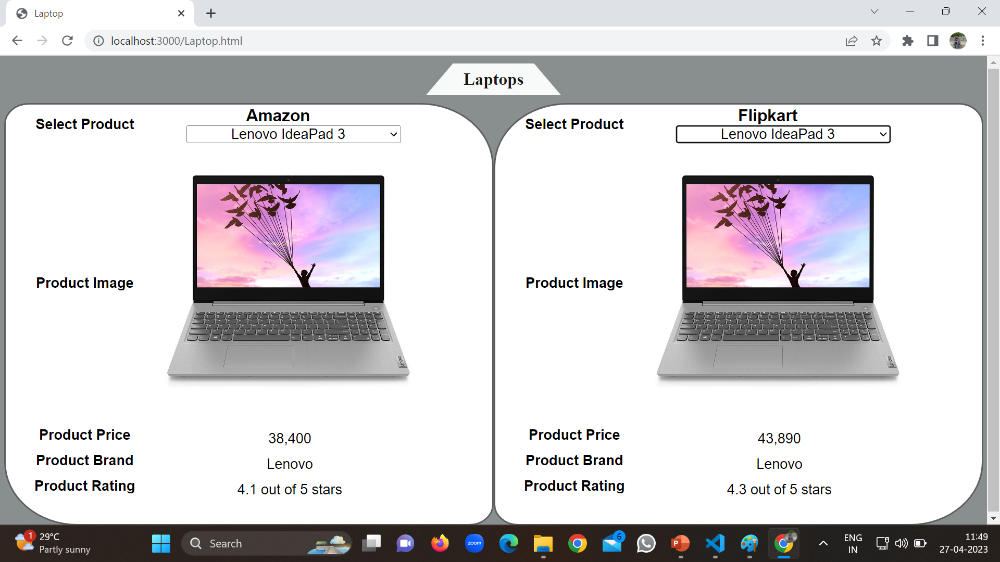 Laptop
localhost:3000/Laptop.html
Laptops
Amazon
Select Product
Lenovo IdeaPad 3
Product Image
Lenovo
Product Price
38,400
Product Brand
Lenovo
Product Rating
4.1 out of 5 stars
Flipkart
Select Product
Lenovo IdeaPad 3
Product Image
Lenovo
Product Price
43,890
Product Brand
Lenovo
Product Rating
4.3 out of 5 stars
1
29°C
Partly sunny
Search
zoom
6
P
ENG
IN
11:49
27-04-2023